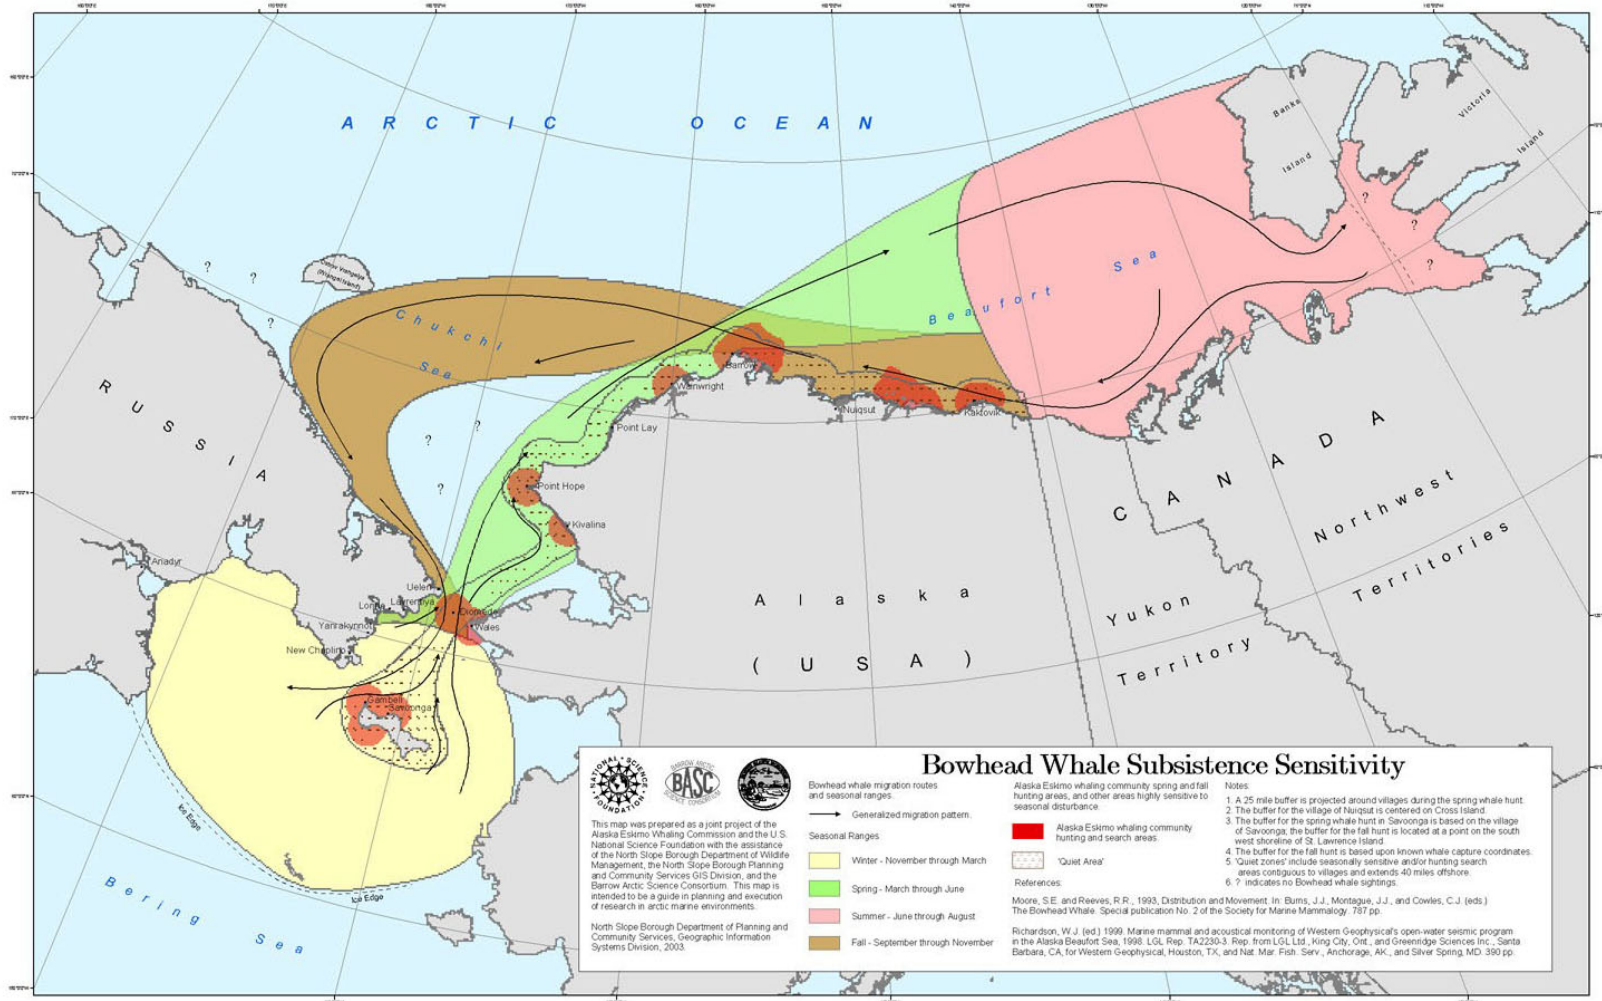 ARCTIC OCEAN
Banks
Island
Victoria
Island
Ostrov Vrangelya
(Wrangel Island)
Chukchi
Sea
Beaufort Sea
RUSSIA
Barrow
Wainwright
Point Lay
Nuiqsut
Kaktovik
Point Hope
Kivalina
CANADA
Northwest
Territories
Yukon
Territory
Alaska
(USA)
Anadyr
Uelen
Lavrentiya
Diomede
Wales
Yanrakynnot
New Chaplino
Gambell
Savoonga
Ice Edge
Ice Edge
Bering Sea
? ? ? ? ? ? ? ? ?
Bowhead Whale Subsistence Sensitivity
NATIONAL SCIENCE
FOUNDATION
BARROW ARCTIC
BASC
SCIENCE CONSORTIUM
This map was prepared as a joint project of the
Alaska Eskimo Whaling Commission and the U.S.
National Science Foundation with the assistance
of the North Slope Borough Department of Wildlife
Management, the North Slope Borough Planning
and Community Services GIS Division, and the
Barrow Arctic Science Consortium. This map is
intended to be a guide in planning and execution
of research in arctic marine environments.
North Slope Borough Department of Planning and
Community Services, Geographic Information
Systems Division, 2003.
Bowhead whale migration routes
and seasonal ranges.
Generalized migration pattern.
Seasonal Ranges
Winter - November through March
Spring - March through June
Summer - June through August
Fall - September through November
Alaska Eskimo whaling community spring and fall
hunting areas, and other areas highly sensitive to
seasonal disturbance.
Alaska Eskimo whaling community
hunting and search areas.
'Quiet Area'
Notes:
1. A 25 mile buffer is projected around villages during the spring whale hunt.
2. The buffer for the village of Nuiqsut is centered on Cross Island.
3. The buffer for the spring whale hunt in Savoonga is based on the village
of Savoonga; the buffer for the fall hunt is located at a point on the south
west shoreline of St. Lawrence Island.
4. The buffer for the fall hunt is based upon known whale capture coordinates.
5. 'Quiet zones' include seasonally sensitive and/or hunting search
areas contiguous to villages and extends 40 miles offshore.
6. ? indicates no Bowhead whale sightings.
References:
Moore, S.E. and Reeves, R.R., 1993, Distribution and Movement. In: Burns, J.J., Montague, J.J., and Cowles, C.J. (eds.)
The Bowhead Whale. Special publication No. 2 of the Society for Marine Mammalogy. 787 pp.
Richardson, W.J. (ed.) 1999. Marine mammal and acoustical monitoring of Western Geophysical's open-water seismic program
in the Alaska Beaufort Sea, 1998. LGL Rep. TA2230-3. Rep. from LGL Ltd., King City, Ont., and Greenridge Sciences Inc., Santa
Barbara, CA, for Western Geophysical, Houston, TX, and Nat. Mar. Fish. Serv., Anchorage, AK, and Silver Spring, MD. 390 pp.